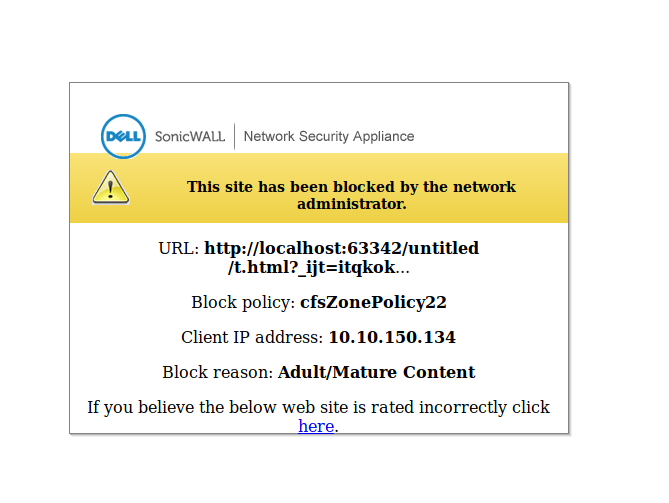 DELL SonicWALL Network Security Appliance
This site has been blocked by the network
administrator.
URL: http://localhost:63342/untitled
/t.html?_ijt=itqkok...
Block policy: cfsZonePolicy22
Client IP address: 10.10.150.134
Block reason: Adult/Mature Content
If you believe the below web site is rated incorrectly click
here.